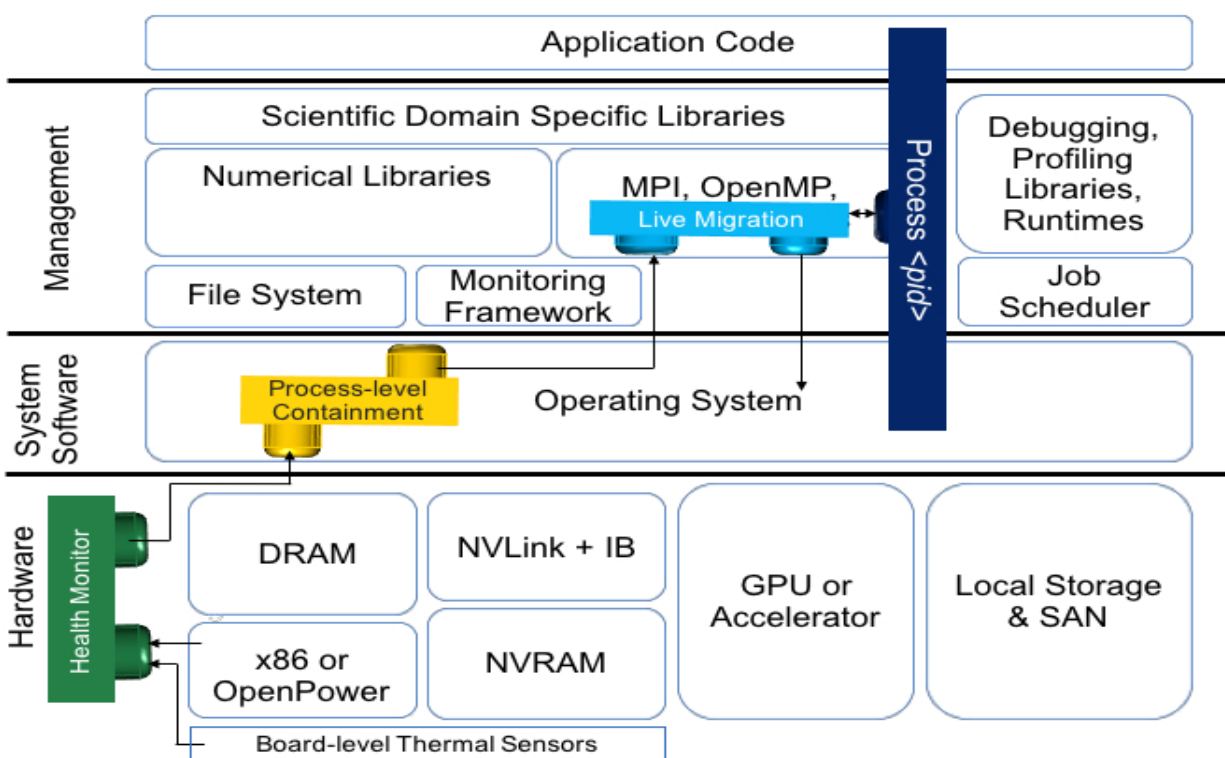 Application Code
Management
Scientific Domain Specific Libraries
Numerical Libraries
MPI, OpenMP,
Live Migration
Process <pid>
Debugging,
Profiling
Libraries,
Runtimes
File System
Monitoring
Framework
Job
Scheduler
System
Software
Process-level
Containment
Operating System
Hardware
Health Monitor
DRAM
NVLink + IB
GPU or
Accelerator
Local Storage
& SAN
x86 or
OpenPower
NVRAM
Board-level Thermal Sensors